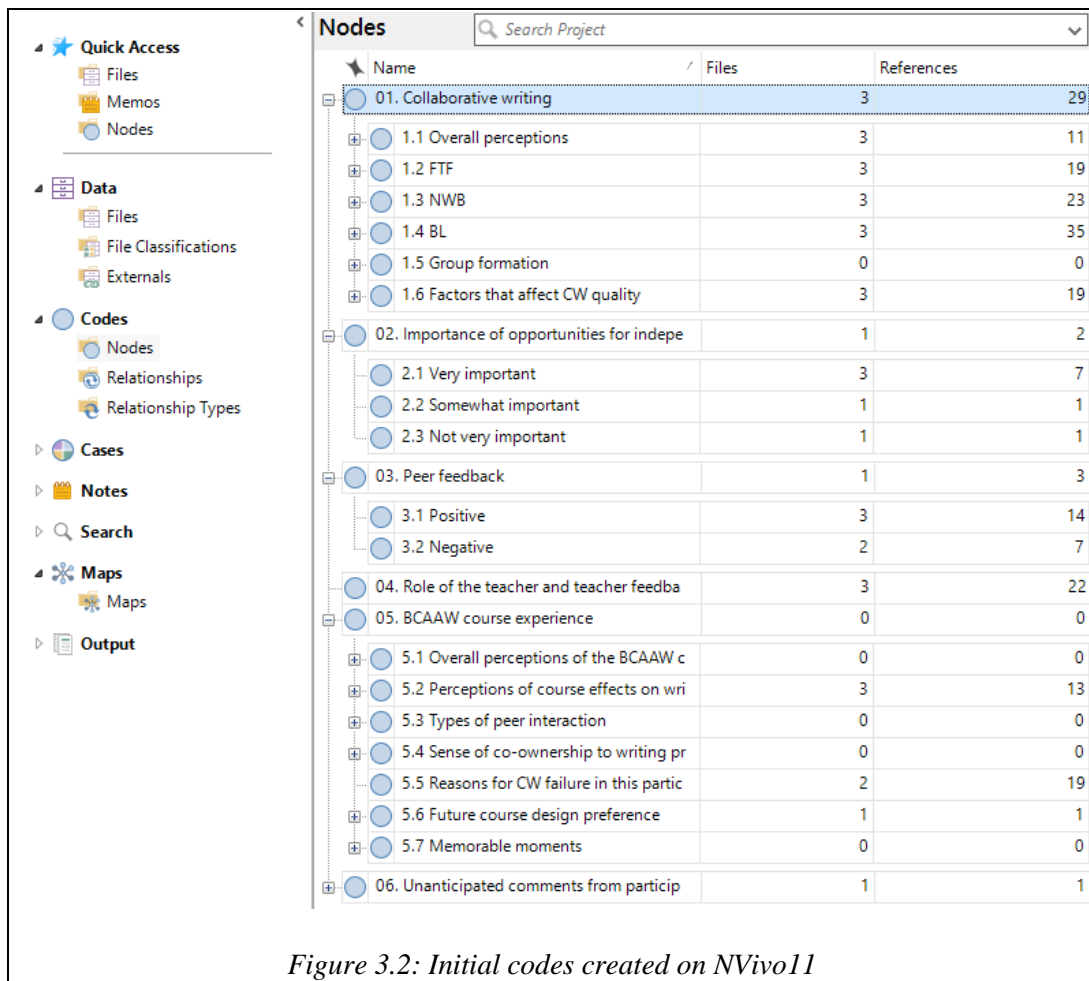 Quick Access
Files
Memos
Nodes
Data
Files
File Classifications
Externals
Codes
Nodes
Relationships
Relationship Types
Cases
Notes
Search
Maps
Maps
Output
Nodes Search Project
Name Files References
01. Collaborative writing 3 29
1.1 Overall perceptions 3 11
1.2 FTF 3 19
1.3 NWB 3 23
1.4 BL 3 35
1.5 Group formation 0 0
1.6 Factors that affect CW quality 3 19
02. Importance of opportunities for indepe 1 2
2.1 Very important 3 7
2.2 Somewhat important 1 1
2.3 Not very important 1 1
03. Peer feedback 1 3
3.1 Positive 3 14
3.2 Negative 2 7
04. Role of the teacher and teacher feedba 3 22
05. BCAAW course experience 0 0
5.1 Overall perceptions of the BCAAW c 0 0
5.2 Perceptions of course effects on wri 3 13
5.3 Types of peer interaction 0 0
5.4 Sense of co-ownership to writing pr 0 0
5.5 Reasons for CW failure in this partic 2 19
5.6 Future course design preference 1 1
5.7 Memorable moments 0 0
06. Unanticipated comments from particip 1 1
Figure 3.2: Initial codes created on NVivo11